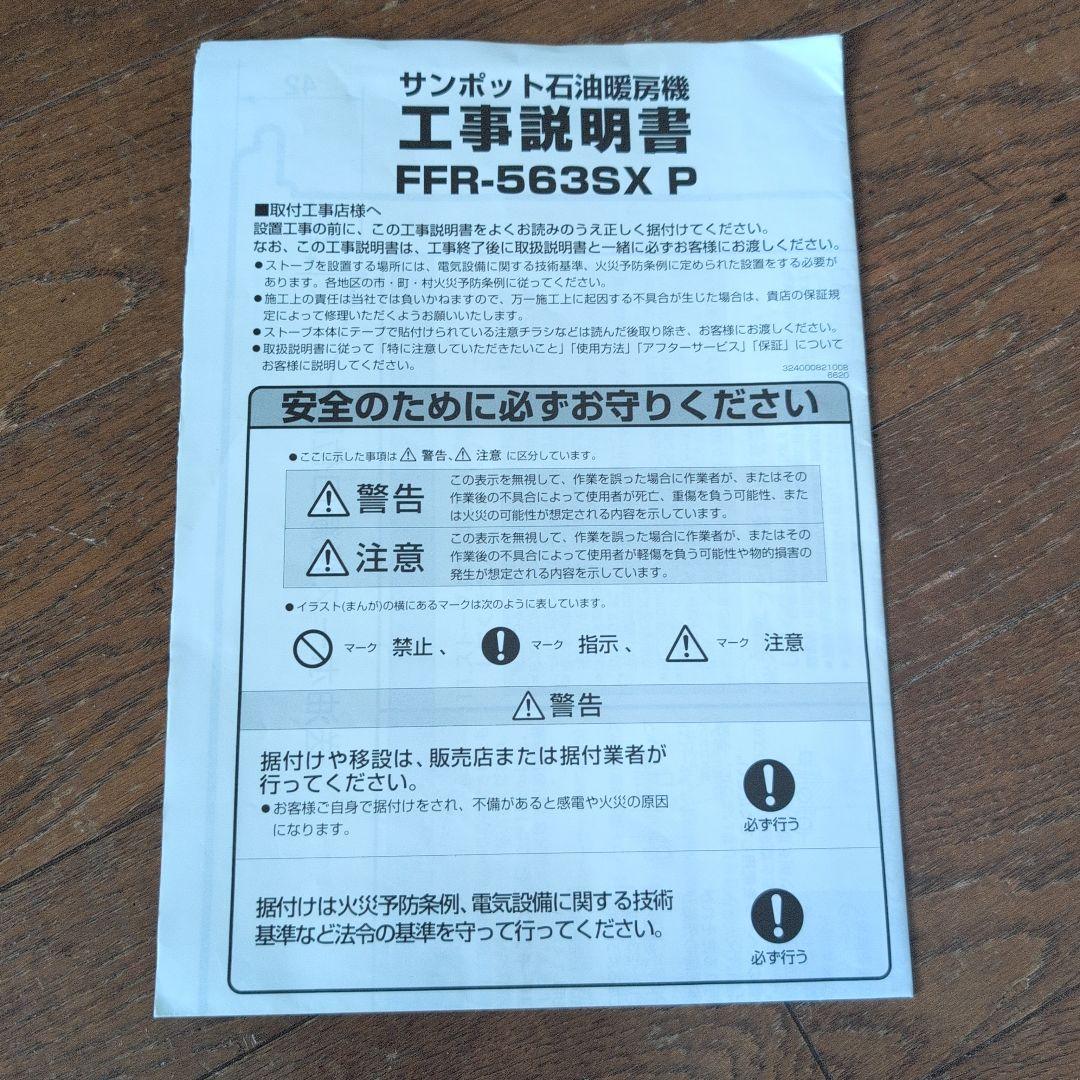 サンポット石油暖房機
工事説明書
FFR-563SX P
■取付工事店様へ
設置工事の前に、この工事説明書をよくお読みのうえ正しく据付けてください。
なお、この工事説明書は、工事終了後に取扱説明書と一緒に必ずお客様にお渡しください。
●ストーブを設置する場所には、電気設備に関する技術基準、火災予防条例に定められた設置をする必要が
あります。各地区の市・町・村火災予防条例に従ってください。
●施工上の責任は当社では負いかねますので、万一施工上に起因する不具合が生じた場合は、貴店の保証規
定によって修理いただくようお願いいたします。
●ストーブ本体にテープで貼付けられている注意チラシなどは読んだ後取り除き、お客様にお渡しください。
●取扱説明書に従って「特に注意していただきたいこと」「使用方法」「アフターサービス」「保証」について
お客様に説明してください。
324000821008
6620
安全のために必ずお守りください
●ここに示した事項は⚠警告、⚠注意 に区分しています。
⚠警告
この表示を無視して、作業を誤った場合に作業者が、またはその
作業後の不具合によって使用者が死亡、重傷を負う可能性、また
は火災の可能性が想定される内容を示しています。
⚠注意
この表示を無視して、作業を誤った場合に作業者が、またはその
作業後の不具合によって使用者が軽傷を負う可能性や物的損害の
発生が想定される内容を示しています。
●イラスト(まんが)の横にあるマークは次のように表しています。
マーク 禁止、 マーク 指示、 マーク 注意
⚠警告
据付けや移設は、販売店または据付業者が
行ってください。
●お客様ご自身で据付けをされ、不備があると感電や火災の原因
になります。
必ず行う
据付けは火災予防条例、電気設備に関する技術
基準など法令の基準を守って行ってください。
必ず行う